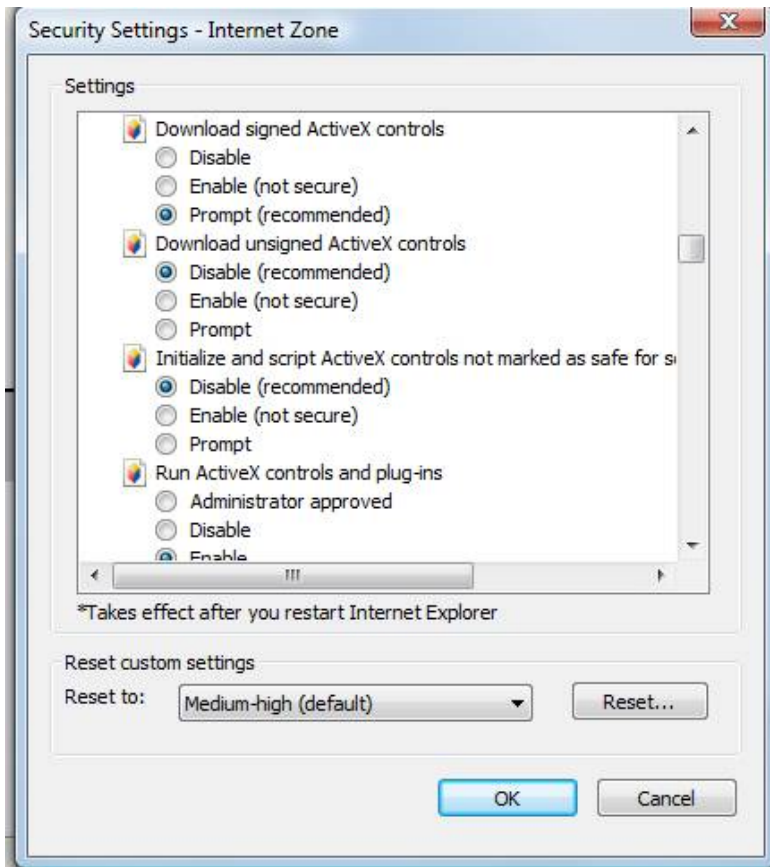 Security Settings - Internet Zone
Settings
Download signed ActiveX controls
Disable
Enable (not secure)
Prompt (recommended)
Download unsigned ActiveX controls
Disable (recommended)
Enable (not secure)
Prompt
Initialize and script ActiveX controls not marked as safe for
Disable (recommended)
Enable (not secure)
Prompt
Run ActiveX controls and plug-ins
Administrator approved
Disable
Enable
*Takes effect after you restart Internet Explorer
Reset custom settings
Reset to: Medium-high (default) Reset...
OK Cancel